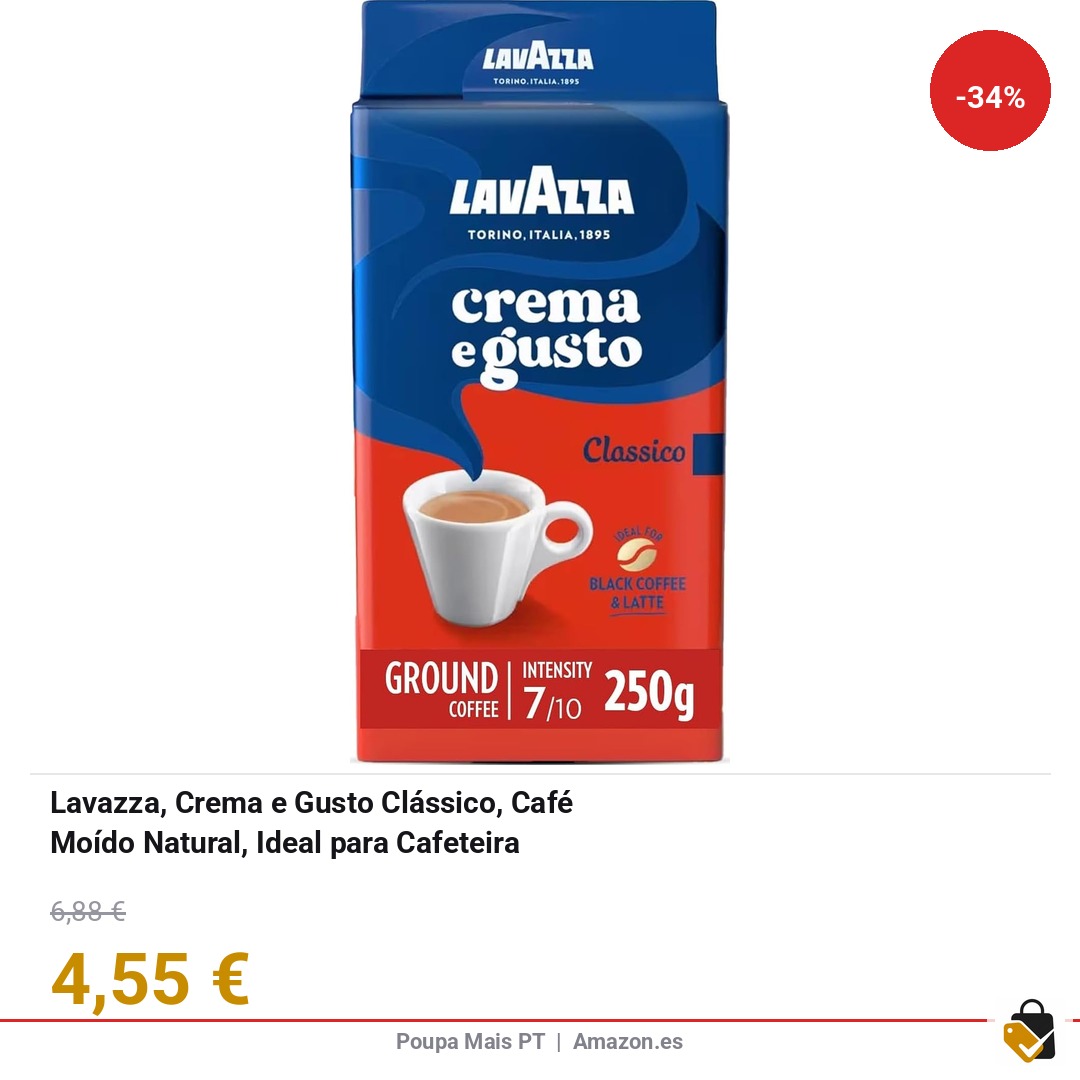 LAVAZZA
TORINO, ITALIA, 1895
-34%
LAVAZZA
TORINO, ITALIA, 1895
crema
e gusto
Classico
IDEAL FOR
BLACK COFFEE
& LATTE
GROUND
COFFEE
INTENSITY
7/10
250g
Lavazza, Crema e Gusto Clássico, Café
Moído Natural, Ideal para Cafeteira
6,88 €
4,55 €
Poupa Mais PT | Amazon.es